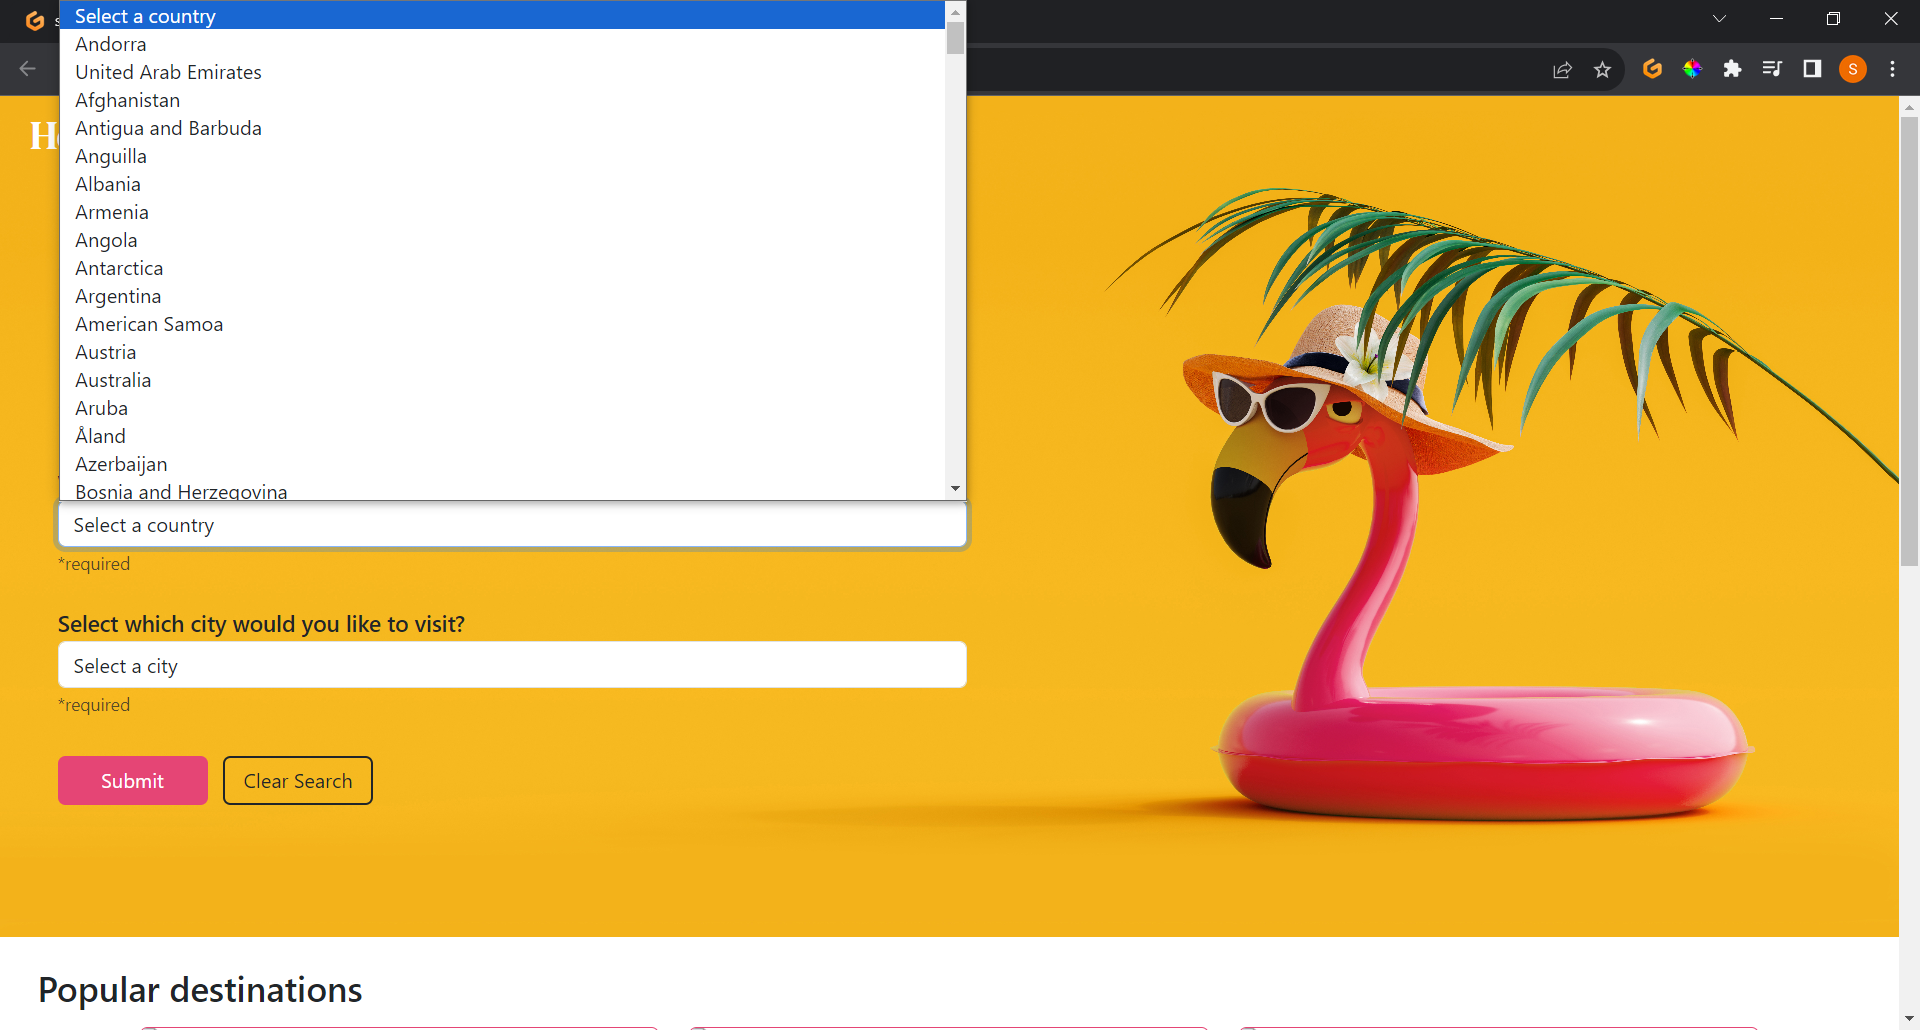 Select a country
Andorra
United Arab Emirates
Afghanistan
Antigua and Barbuda
Anguilla
Albania
Armenia
Angola
Antarctica
Argentina
American Samoa
Austria
Australia
Aruba
Åland
Azerbaijan
Bosnia and Herzegovina
Select a country
*required
Select which city would you like to visit?
Select a city
*required
Submit
Clear Search
S
Popular destinations